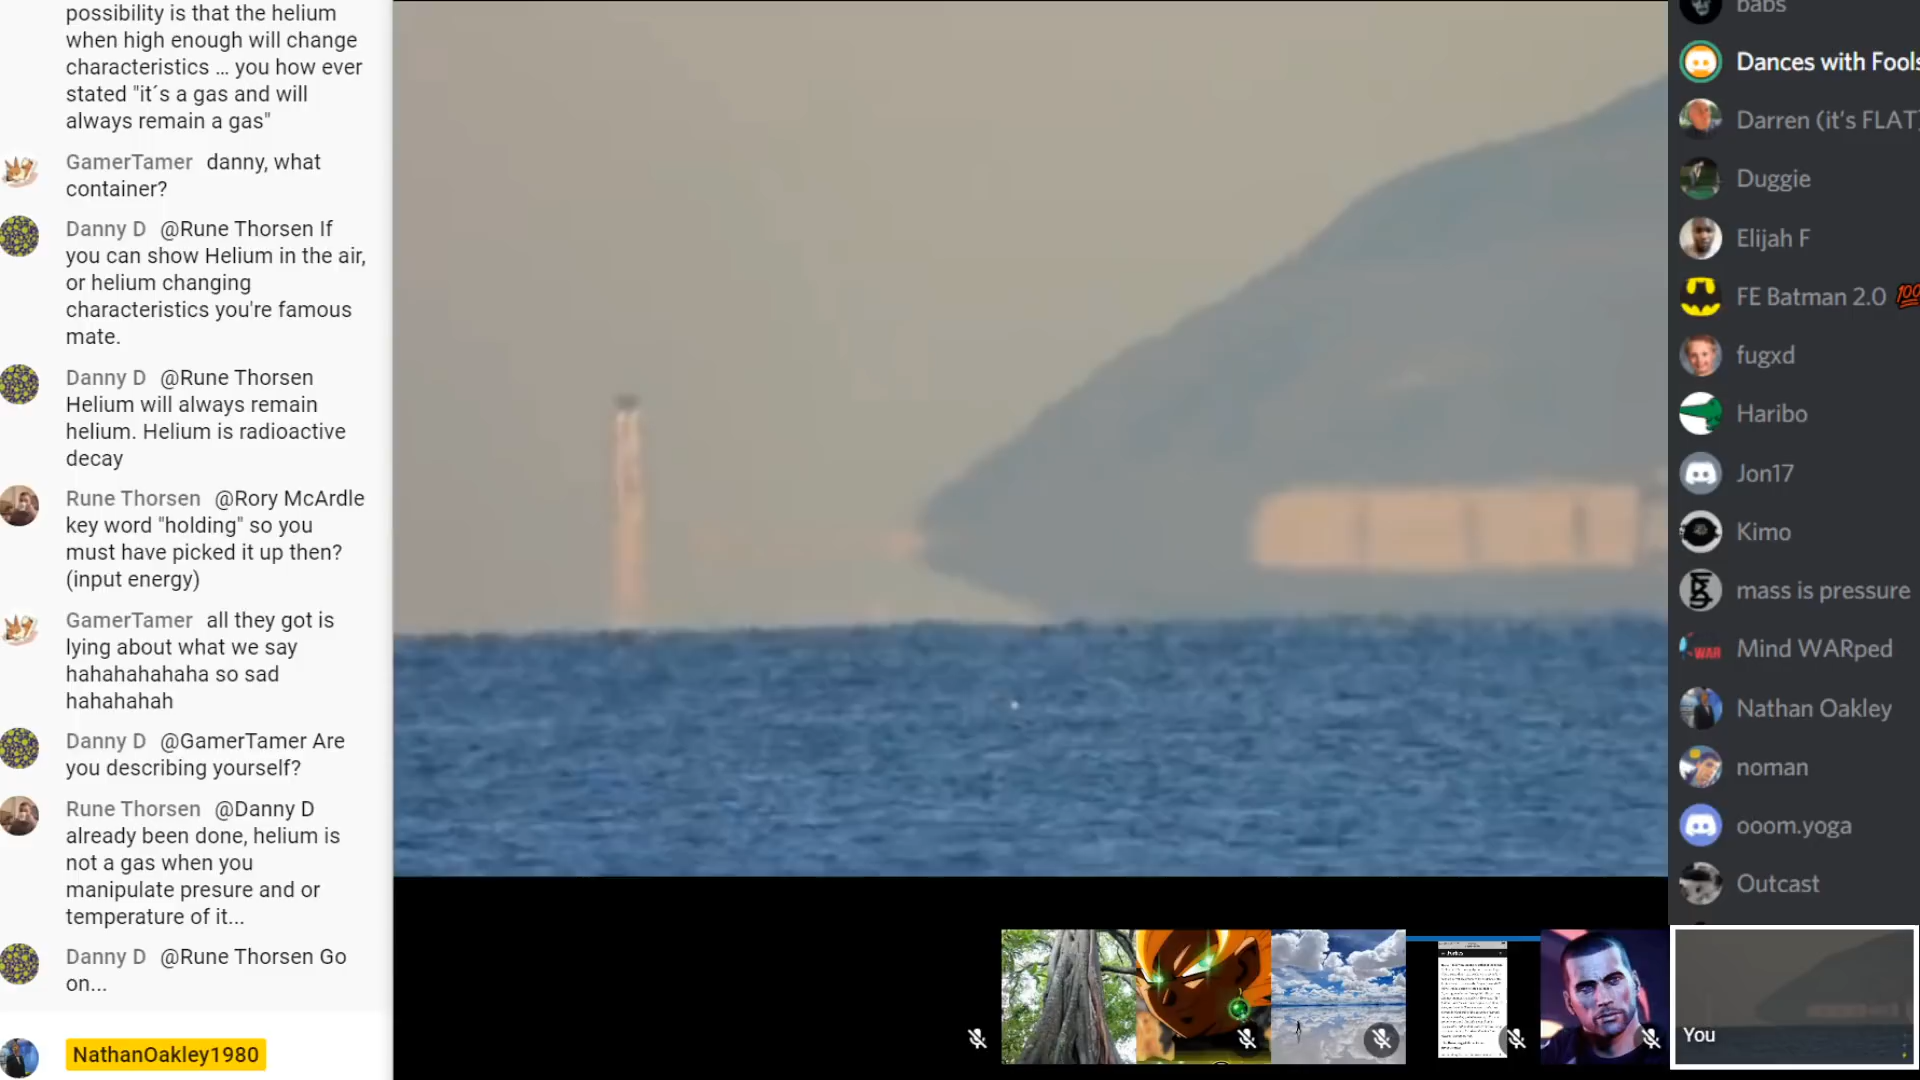 possibility is that the helium
when high enough will change
characteristics ... you how ever
stated "it´s a gas and will
always remain a gas"
GamerTamer danny, what
container?
Danny D @Rune Thorsen If
you can show Helium in the air,
or helium changing
characteristics you're famous
mate.
Danny D @Rune Thorsen
Helium will always remain
helium. Helium is radioactive
decay
Rune Thorsen @Rory McArdle
key word "holding" so you
must have picked it up then?
(input energy)
GamerTamer all they got is
lying about what we say
hahahahahaha so sad
hahahahah
Danny D @GamerTamer Are
you describing yourself?
Rune Thorsen @Danny D
already been done, helium is
not a gas when you
manipulate presure and or
temperature of it...
Danny D @Rune Thorsen Go
on...
NathanOakley1980
babs
Dances with Fools
Darren (it's FLAT)
Duggie
Elijah F
FE Batman 2.0 💯
fugxd
Haribo
Jon17
Kimo
mass is pressure
WAR
Mind WARped
Nathan Oakley
noman
ooom.yoga
Outcast
You